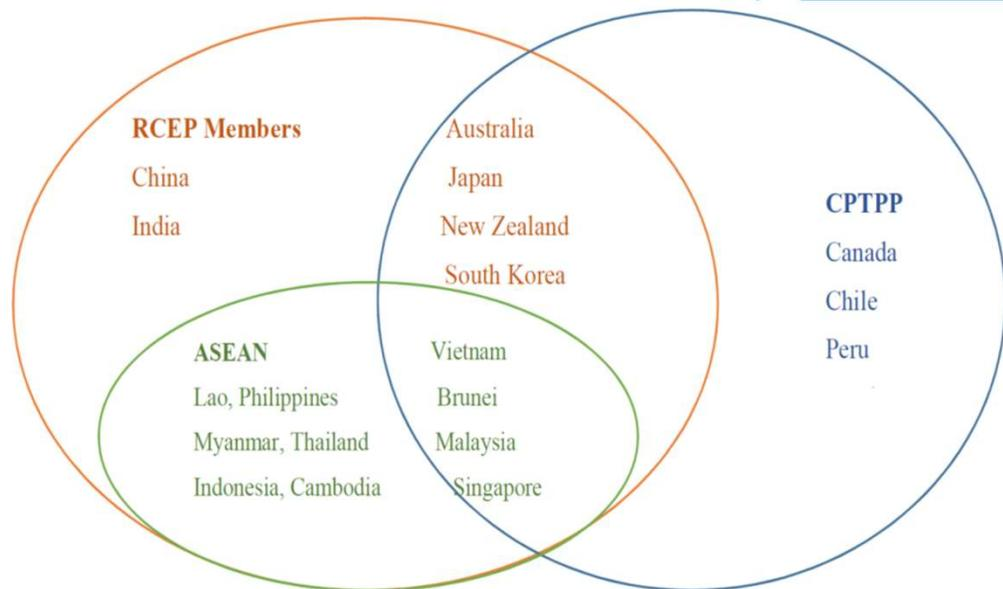 RCEP Members
China
India
Australia
Japan
New Zealand
South Korea
CPTPP
Canada
Chile
Peru
ASEAN
Lao, Philippines
Myanmar, Thailand
Indonesia, Cambodia
Vietnam
Brunei
Malaysia
Singapore